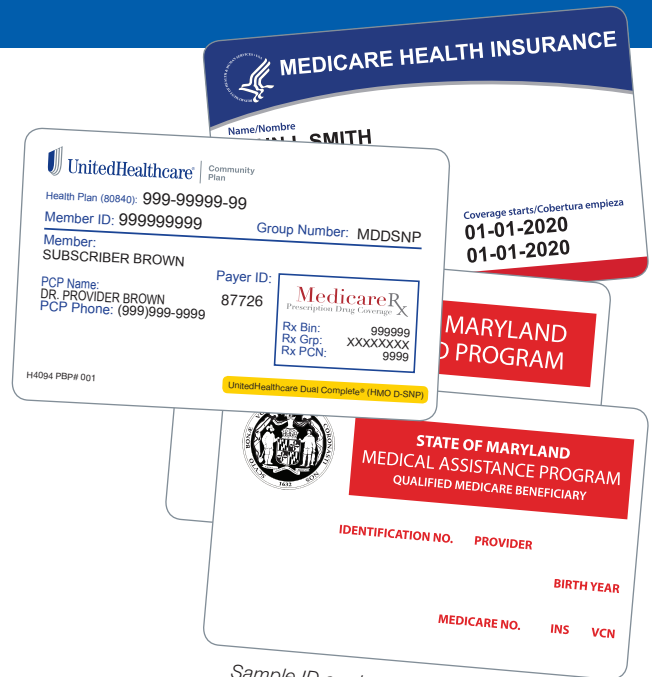 MEDICARE HEALTH INSURANCE
Name/Nombre
SMITH
Coverage starts/Cobertura empieza
01-01-2020
01-01-2020
UnitedHealthcare® | Community Plan
Health Plan (80840): 999-99999-99
Member ID: 999999999 Group Number: MDDSNP
Member:
SUBSCRIBER BROWN
PCP Name:
DR. PROVIDER BROWN
PCP Phone: (999)999-9999
Payer ID:
87726
MedicareRx
Prescription Drug Coverage
Rx Bin: 999999
Rx Grp: XXXXXXXX
Rx PCN: 9999
H4094 PBP# 001
UnitedHealthcare Dual Complete® (HMO D-SNP)
MARYLAND
PROGRAM
STATE OF MARYLAND
MEDICAL ASSISTANCE PROGRAM
QUALIFIED MEDICARE BENEFICIARY
IDENTIFICATION NO. PROVIDER
BIRTH YEAR
MEDICARE NO. INS VCN
1632
Sample ID